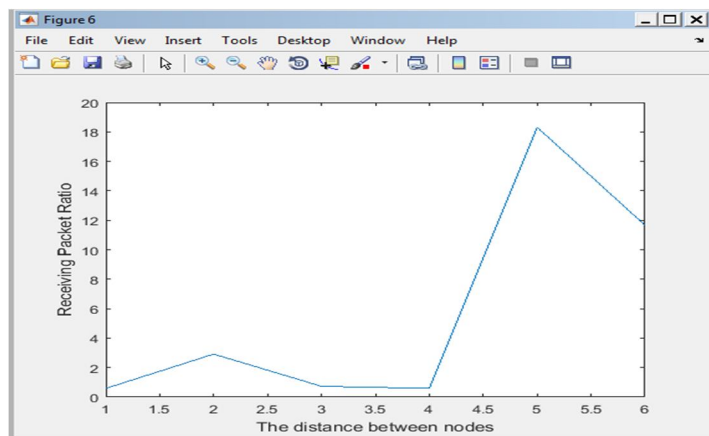 Figure 6
File Edit View Insert Tools Desktop Window Help
20
18
16
14
12
10
8
6
4
2
0
Receiving Packet Ratio
1 1.5 2 2.5 3 3.5 4 4.5 5 5.5 6
The distance between nodes